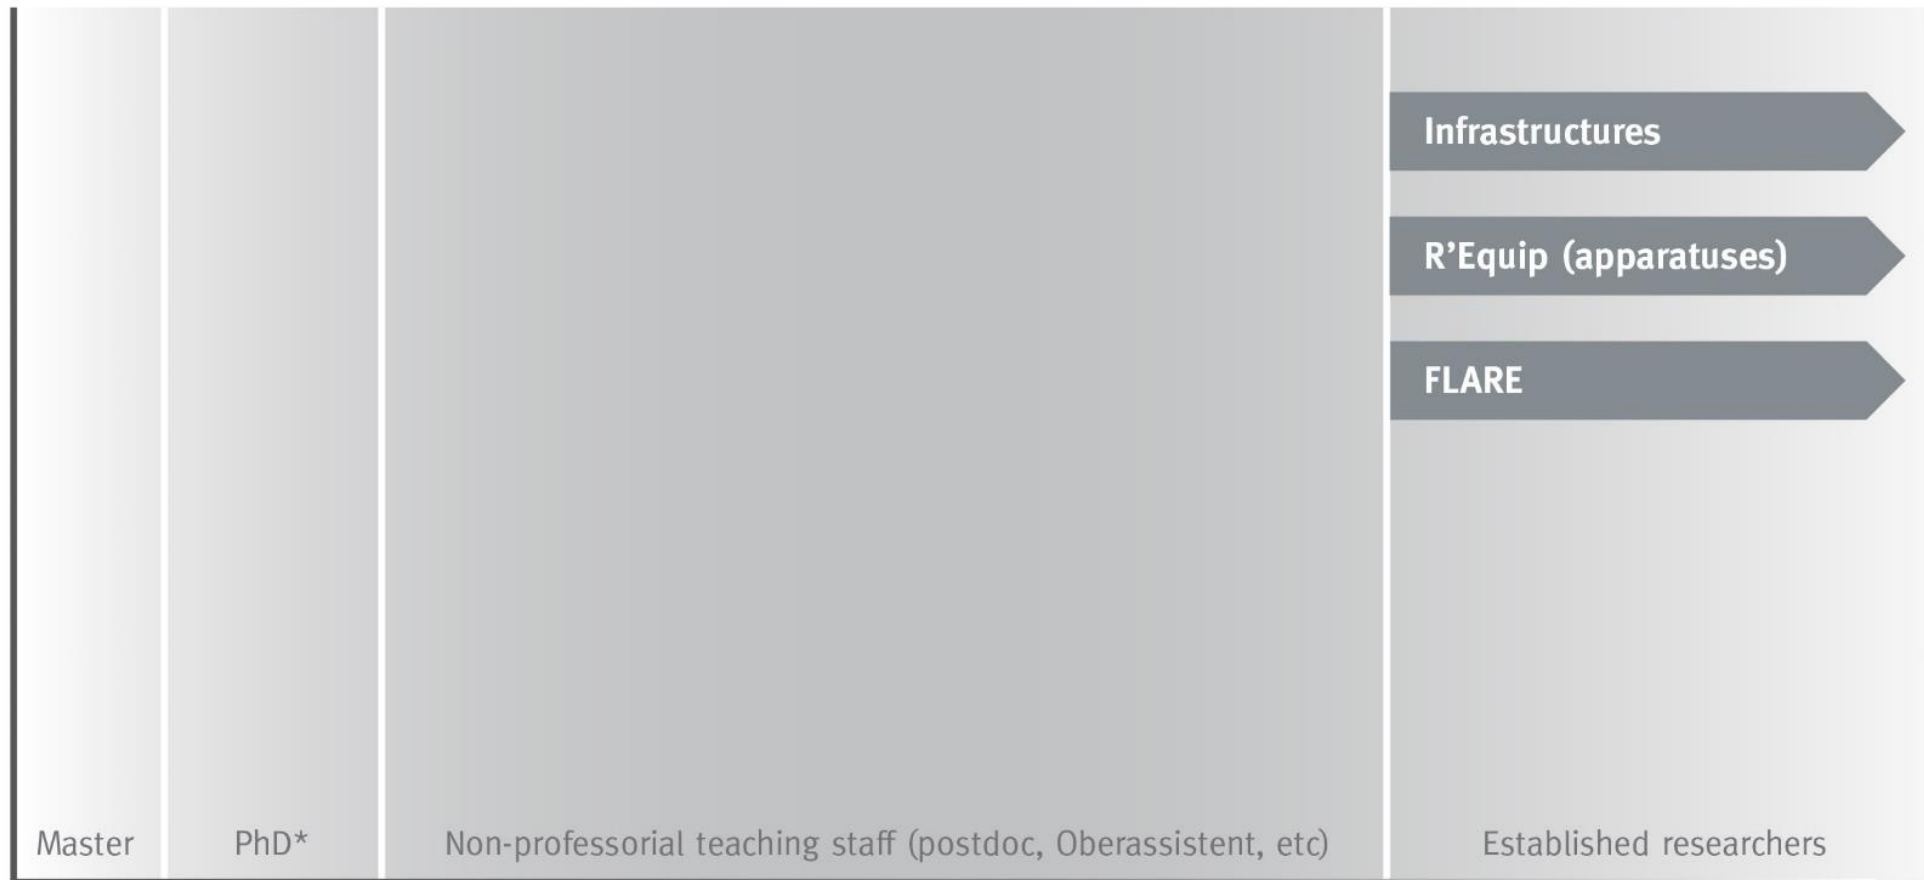 Infrastructures
R’Equip (apparatuses)
FLARE
Master
PhD*
Non-professorial teaching staff (postdoc, Oberassistent, etc)
Established researchers